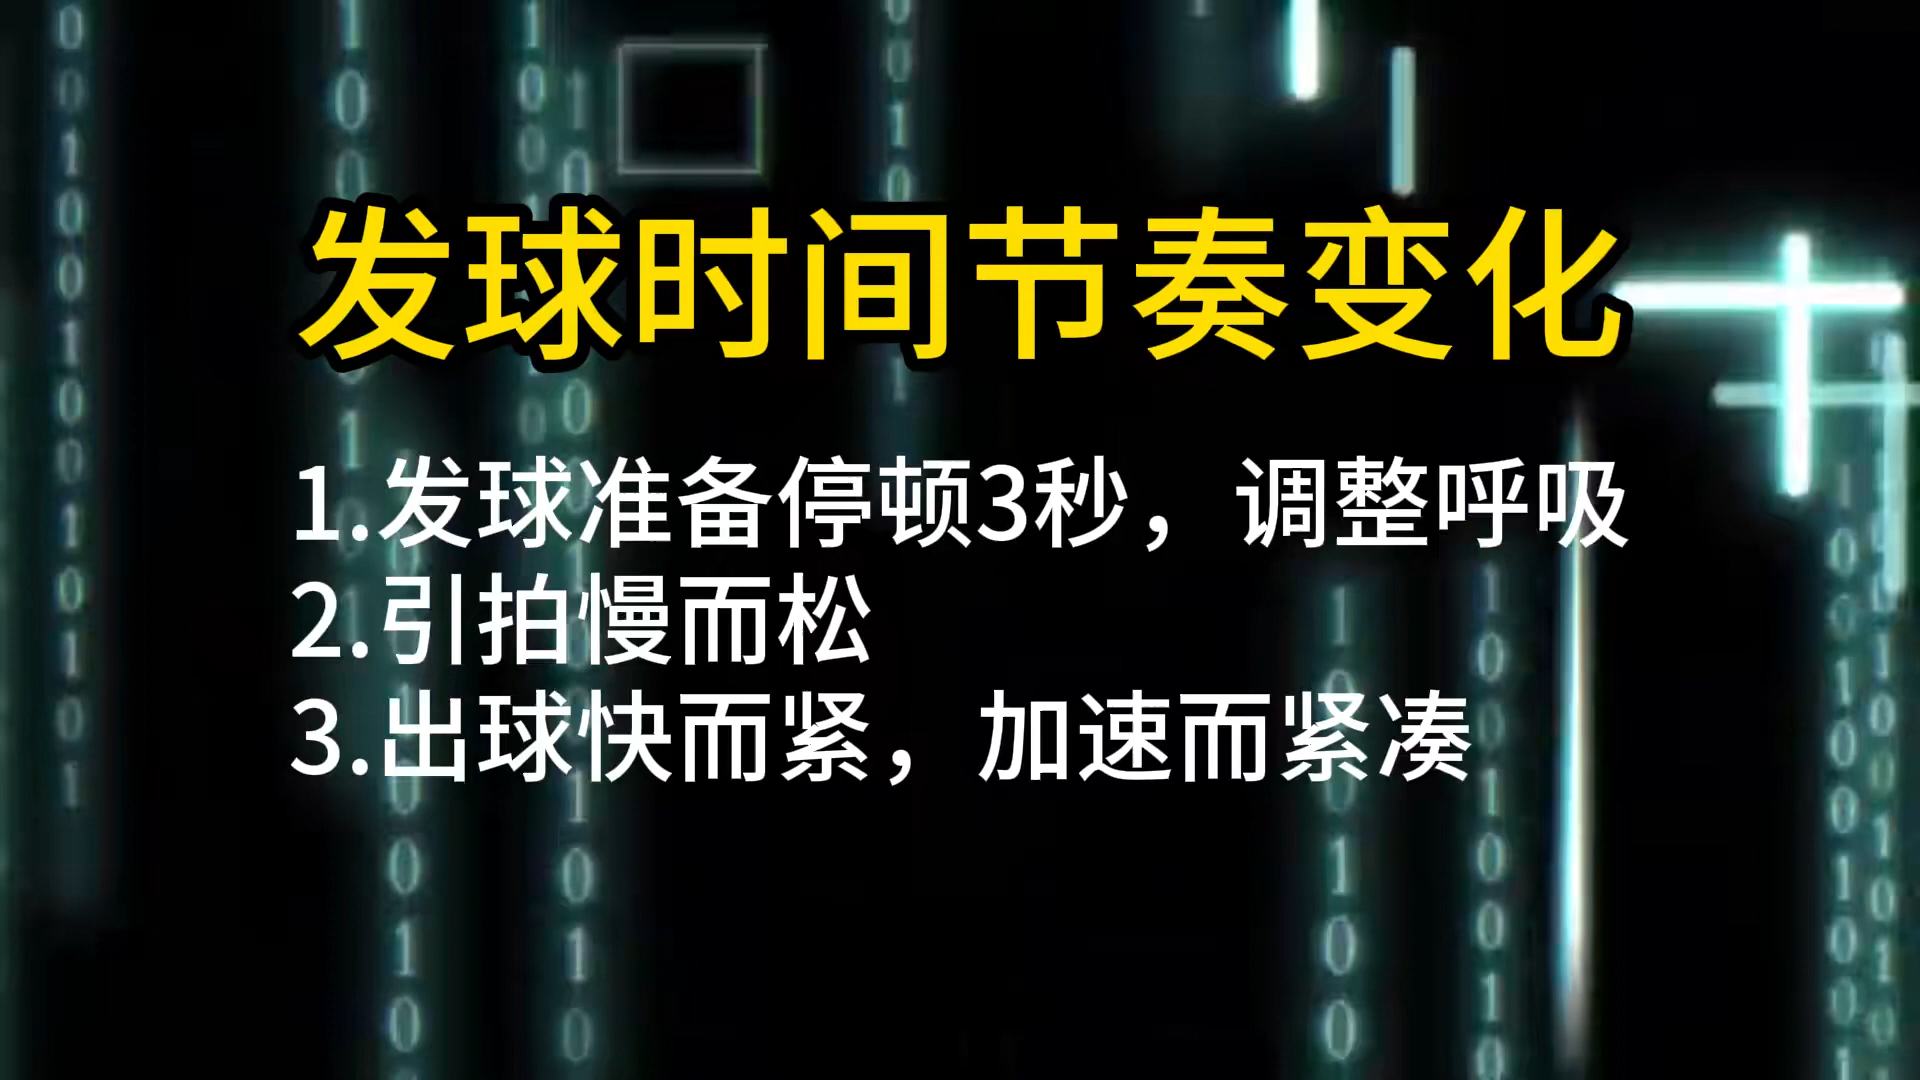 发球时间节奏变化
1.发球准备停顿3秒，调整呼吸
2.引拍慢而松
3.出球快而紧，加速而紧凑